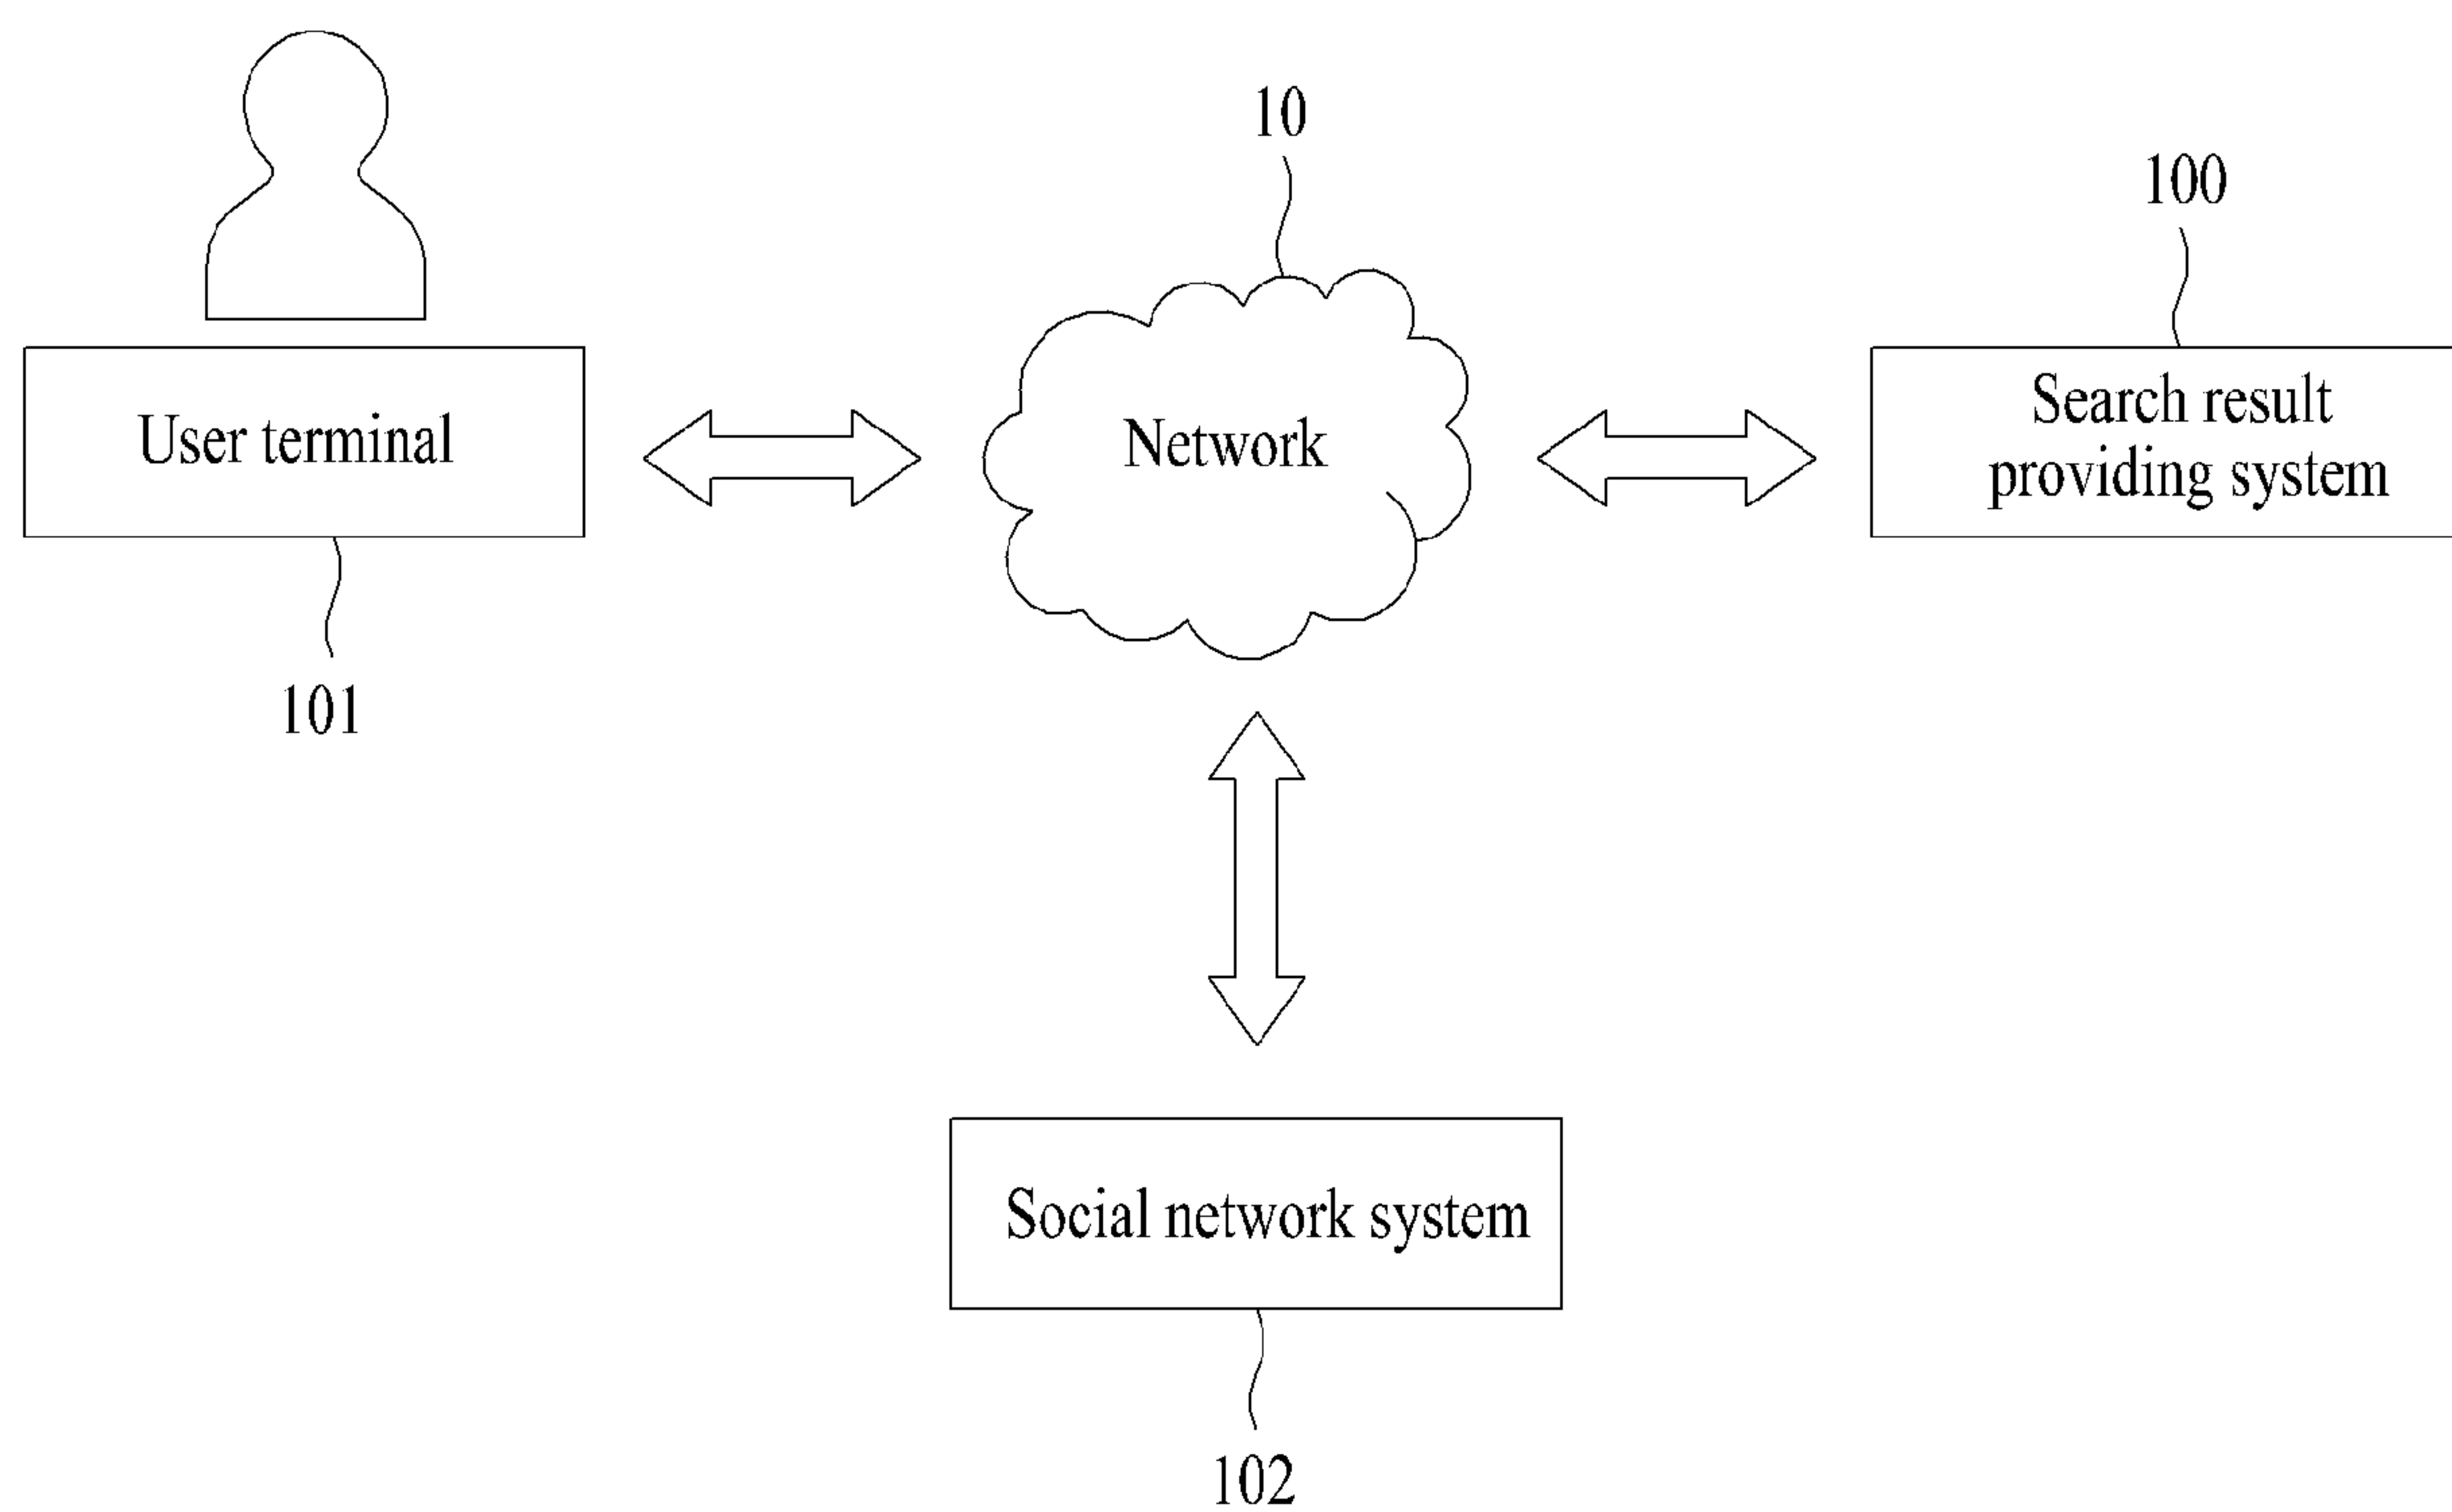 10
100
User terminal
Network
Search result
providing system
101
Social network system
102